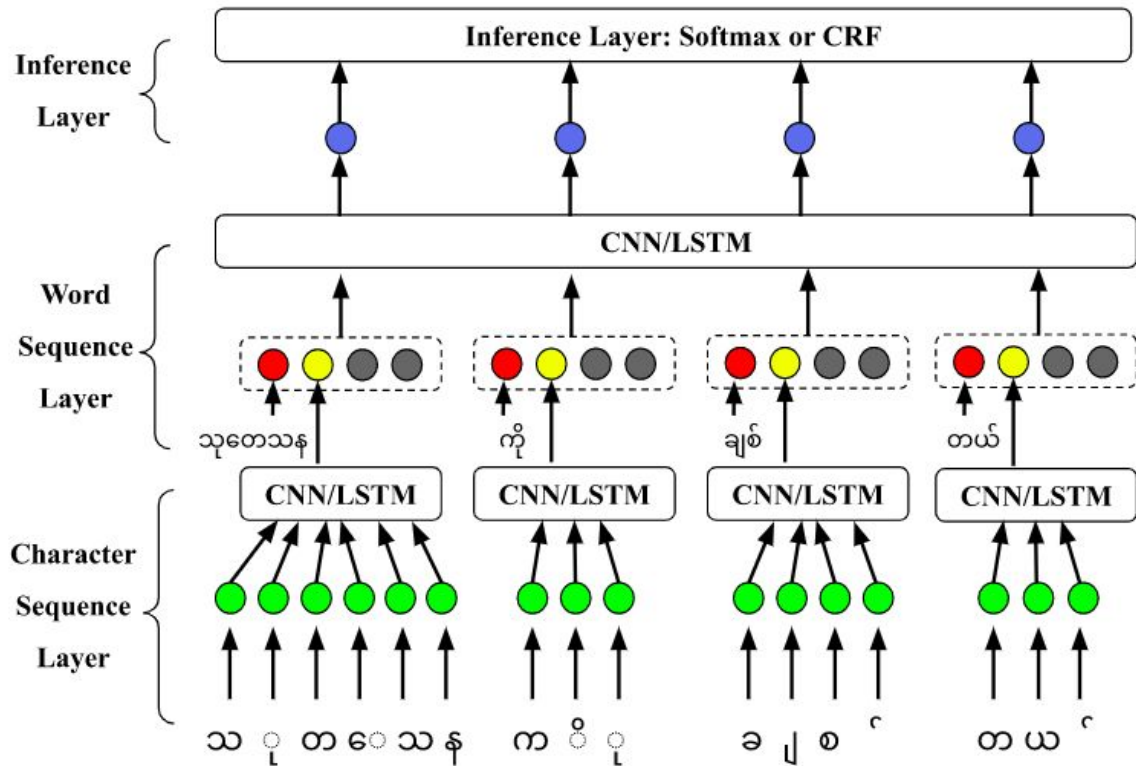 Inference Layer: Softmax or CRF
Inference
Layer
CNN/LSTM
Word
Sequence
Layer
သုတေသန ကို ချစ် တယ်
CNN/LSTM CNN/LSTM CNN/LSTM CNN/LSTM
Character
Sequence
Layer
သ ု တ ေ သ န က ိ ု ခ ျ စ ် တ ယ ်